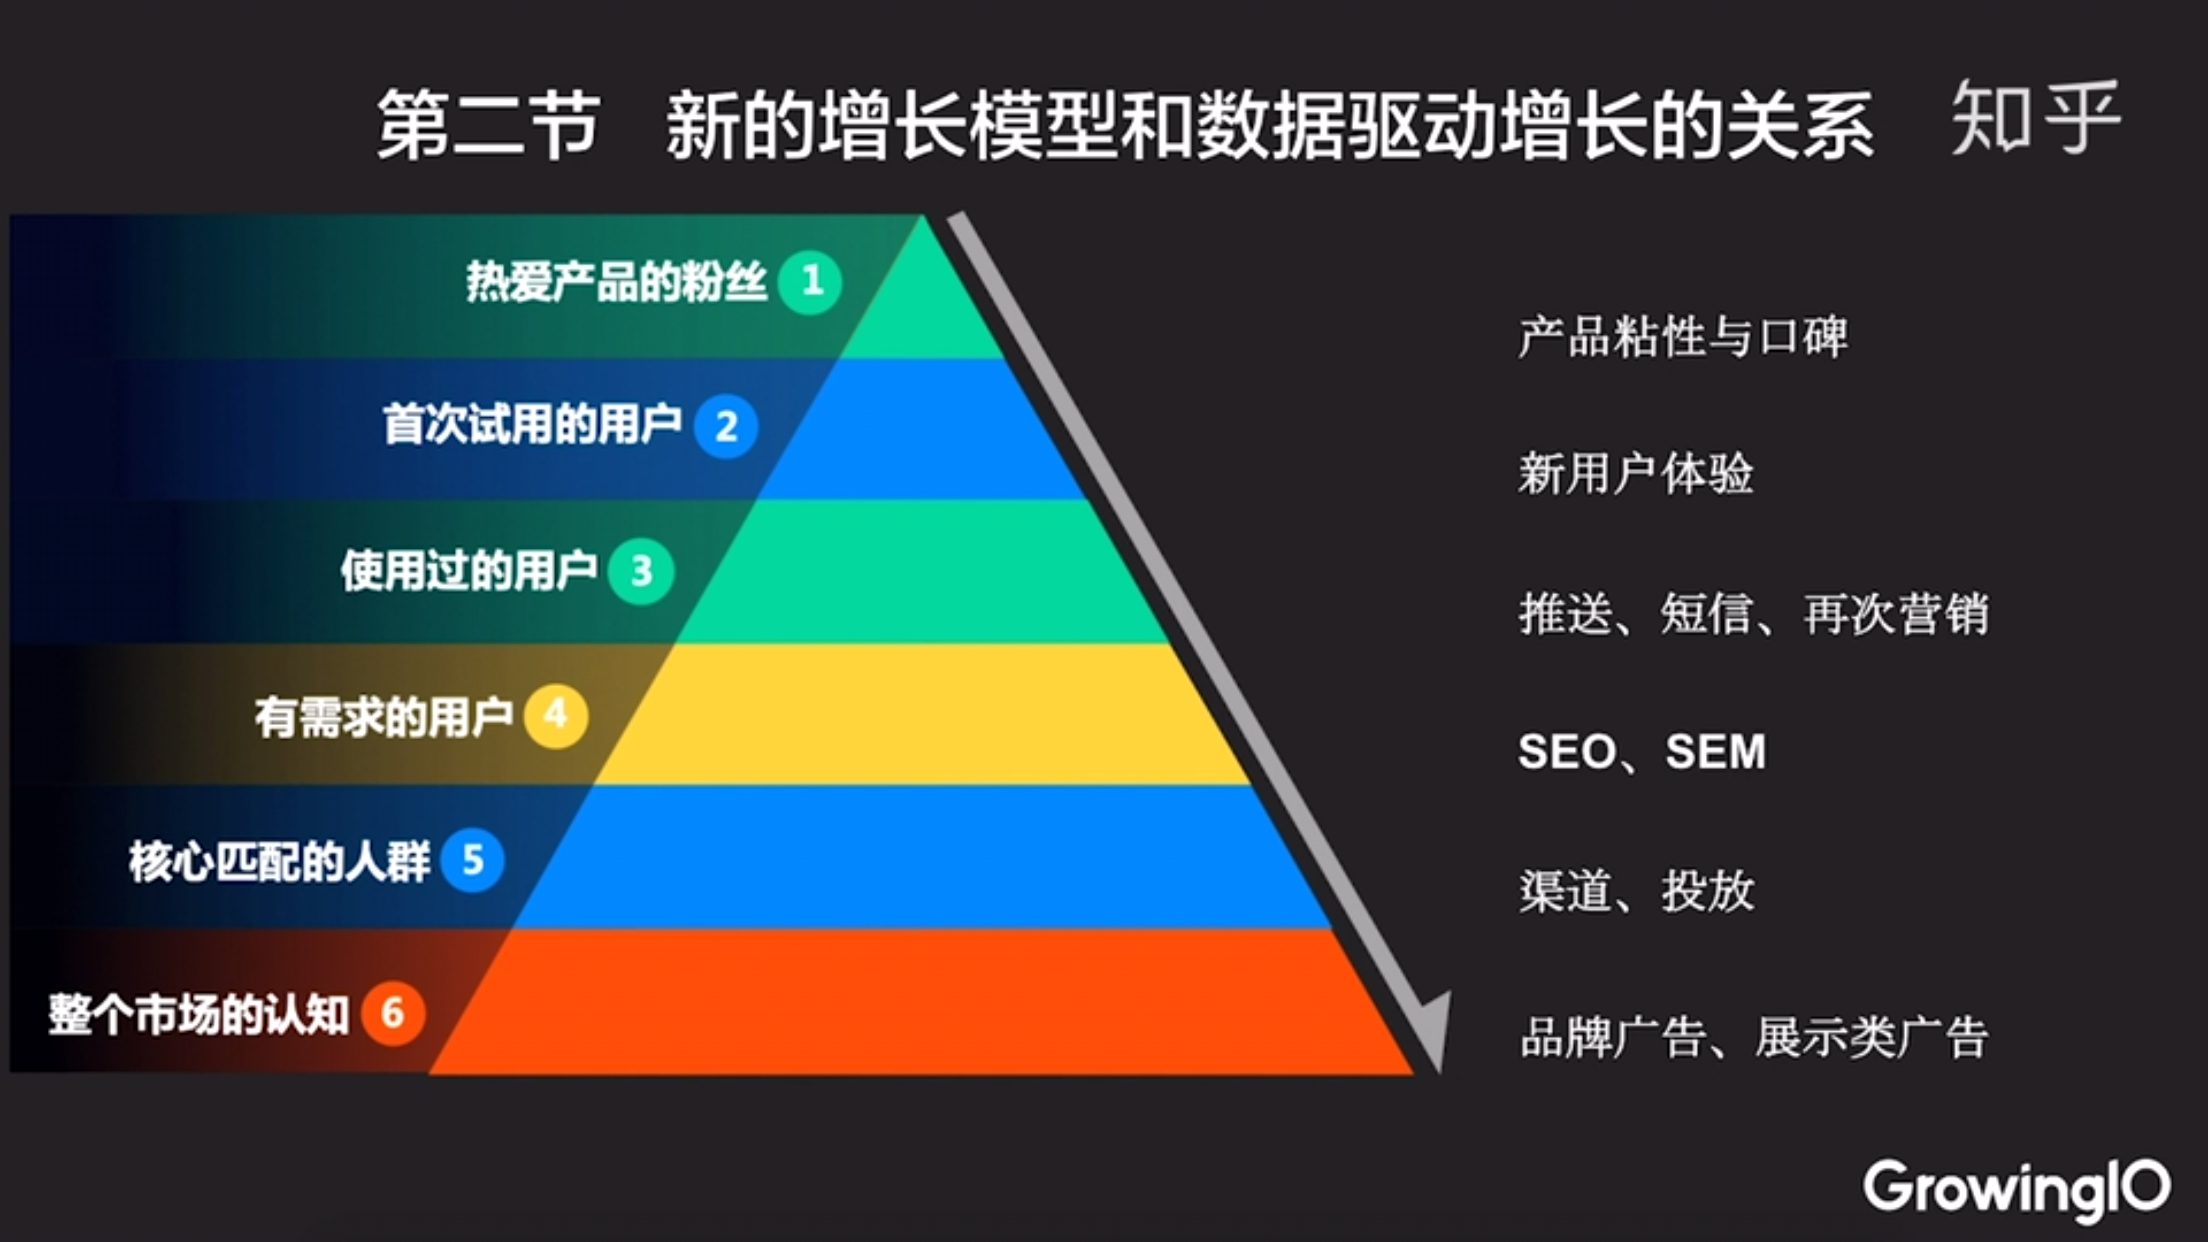 第二节 新的增长模型和数据驱动增长的关系
知乎
热爱产品的粉丝 1
产品粘性与口碑
首次试用的用户 2
新用户体验
使用过的用户 3
推送、短信、再次营销
有需求的用户 4
SEO、SEM
核心匹配的人群 5
渠道、投放
整个市场的认知 6
品牌广告、展示类广告
GrowingIO